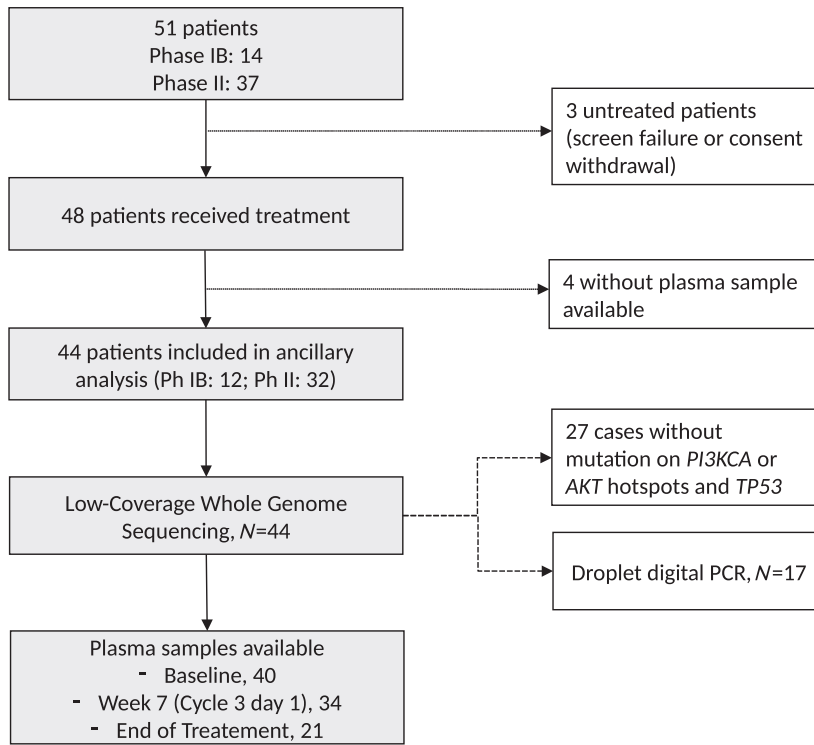 51 patients
Phase IB: 14
Phase II: 37
3 untreated patients
(screen failure or consent
withdrawal)
48 patients received treatment
4 without plasma sample
available
44 patients included in ancillary
analysis (Ph IB: 12; Ph II: 32)
27 cases without
mutation on PI3KCA or
AKT hotspots and TP53
Low-Coverage Whole Genome
Sequencing, N=44
Droplet digital PCR, N=17
Plasma samples available
- Baseline, 40
- Week 7 (Cycle 3 day 1), 34
- End of Treatement, 21